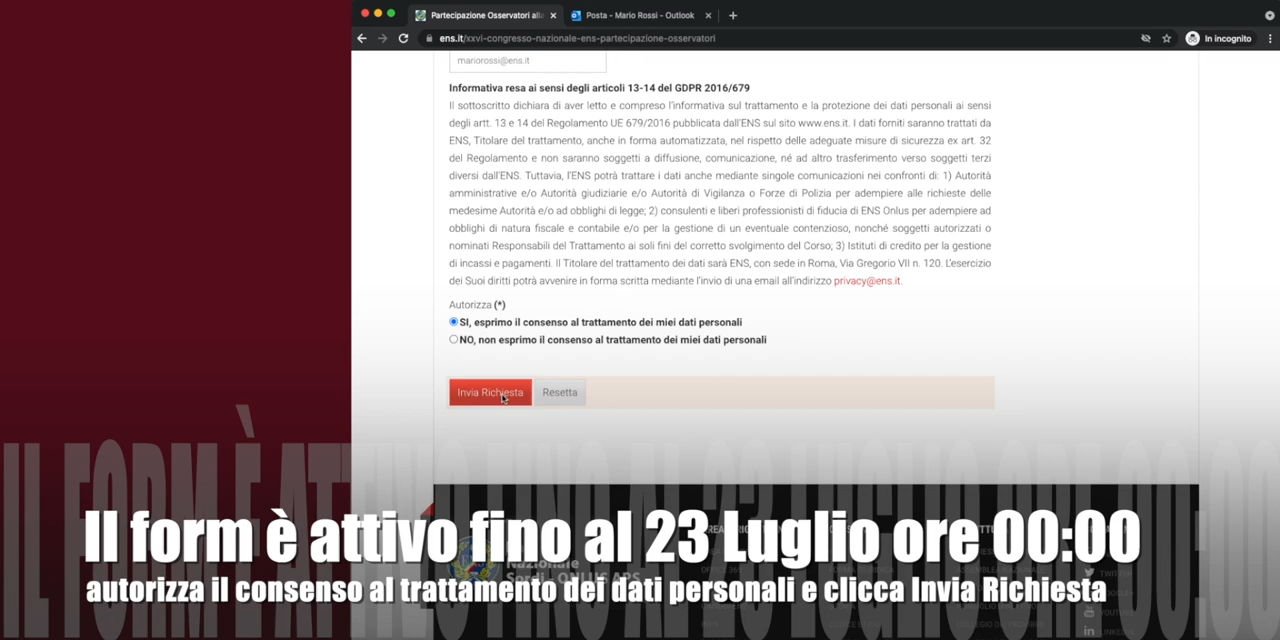 Partecipazione Osservatori alla
Posta - Mario Rossi - Outlook
ens.it/xxvi-congresso-nazionale-ens-partecipazione-osservatori
In incognito
mariorossi@ens.it
Informativa resa ai sensi degli articoli 13-14 del GDPR 2016/679
Il sottoscritto dichiara di aver letto e compreso l'informativa sul trattamento e la protezione dei dati personali ai sensi
degli artt. 13 e 14 del Regolamento UE 679/2016 pubblicata dall'ENS sul sito www.ens.it. I dati forniti saranno trattati da
ENS, Titolare del trattamento, anche in forma automatizzata, nel rispetto delle adeguate misure di sicurezza ex art. 32
del Regolamento e non saranno soggetti a diffusione, comunicazione, né ad altro trasferimento verso soggetti terzi
diversi dall'ENS. Tuttavia, l'ENS potrà trattare i dati anche mediante singole comunicazioni nei confronti di: 1) Autorità
amministrative e/o Autorità giudiziarie e/o Autorità di Vigilanza o Forze di Polizia per adempiere alle richieste delle
medesime Autorità e/o ad obblighi di legge; 2) consulenti e liberi professionisti di fiducia di ENS Onlus per adempiere ad
obblighi di natura fiscale e contabile e/o per la gestione di un eventuale contenzioso, nonché soggetti autorizzati o
nominati Responsabili del Trattamento ai soli fini del corretto svolgimento del Corso; 3) Istituti di credito per la gestione
di incassi e pagamenti. Il Titolare del trattamento dei dati sarà ENS, con sede in Roma, Via Gregorio VII n. 120. L'esercizio
dei Suoi diritti potrà avvenire in forma scritta mediante l'invio di una email all'indirizzo privacy@ens.it.
Autorizza (*)
SI, esprimo il consenso al trattamento dei miei dati personali
NO, non esprimo il consenso al trattamento dei miei dati personali
Invia Richiesta Resetta
IL FORM È ATTIVO FINO AL 23 LUGLIO ORE 00:00
Il form è attivo fino al 23 Luglio ore 00:00
Nazionale
autorizza il consenso al trattamento dei dati personali e clicca Invia Richiesta